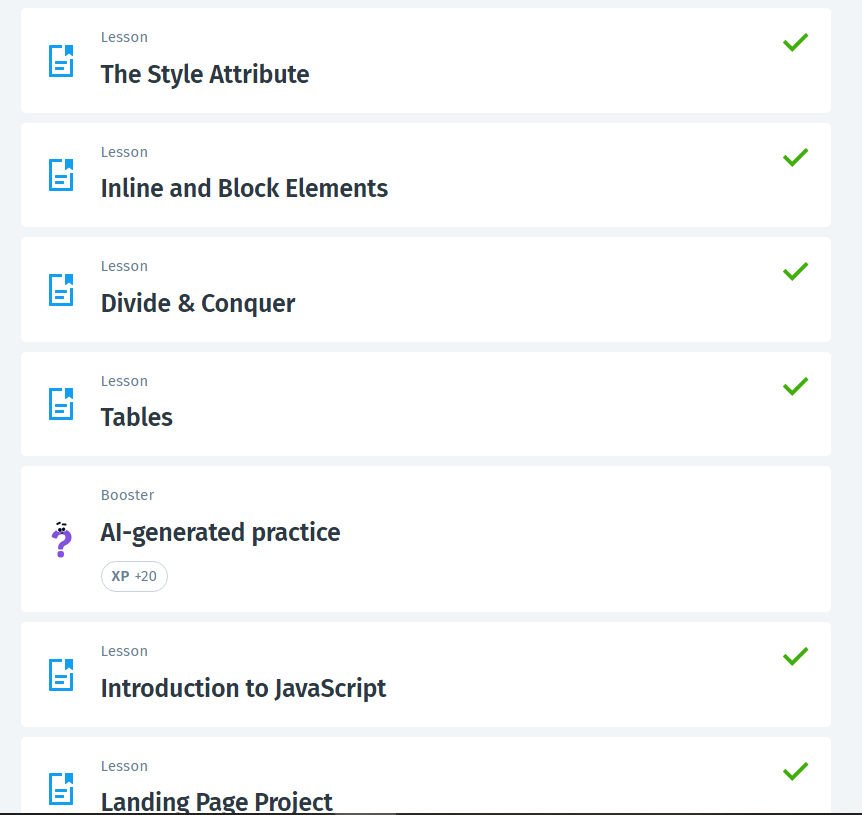 Lesson
The Style Attribute
Lesson
Inline and Block Elements
Lesson
Divide & Conquer
Lesson
Tables
Booster
AI-generated practice
XP +20
Lesson
Introduction to JavaScript
Lesson
Landing Page Project